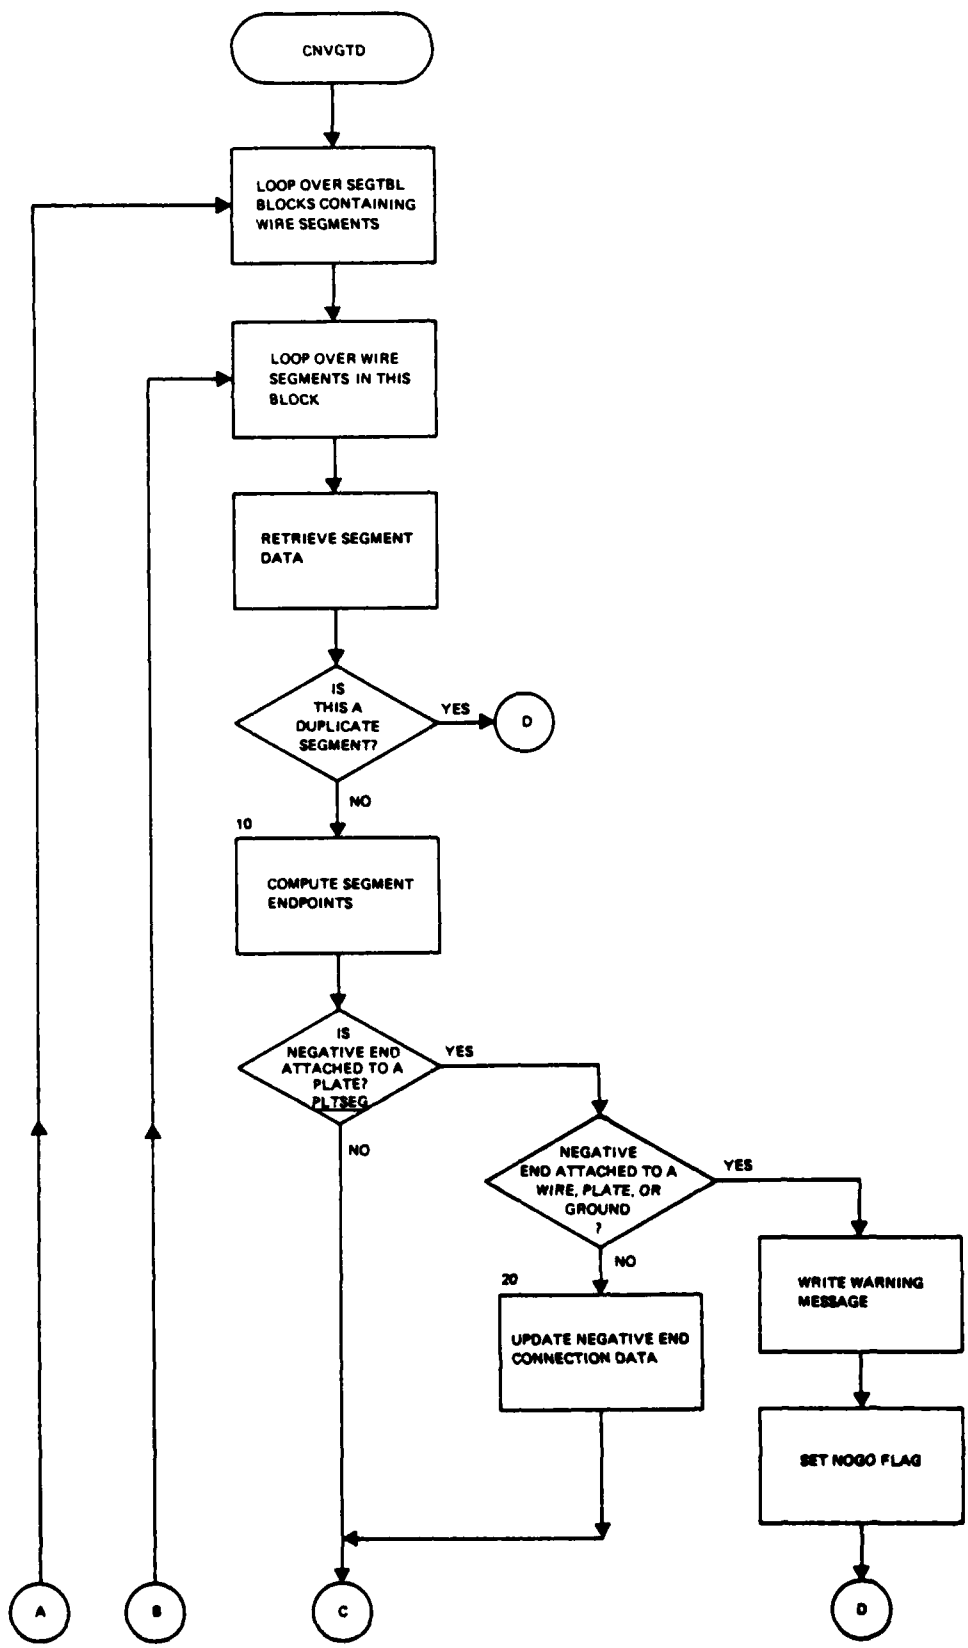 CNVGTD
LOOP OVER SEGTBL
BLOCKS CONTAINING
WIRE SEGMENTS
LOOP OVER WIRE
SEGMENTS IN THIS
BLOCK
RETRIEVE SEGMENT
DATA
IS
THIS A
DUPLICATE
SEGMENT?
YES
D
NO
10
COMPUTE SEGMENT
ENDPOINTS
IS
NEGATIVE END
ATTACHED TO A
PLATE?
PLTSEG
YES
NO
NEGATIVE
END ATTACHED TO A
WIRE, PLATE, OR
GROUND
?
YES
NO
20
UPDATE NEGATIVE END
CONNECTION DATA
WRITE WARNING
MESSAGE
SET NOGO FLAG
A
B
C
D